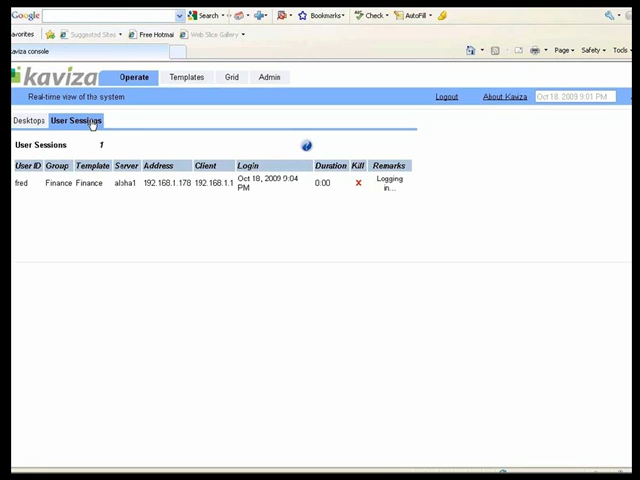 Google Search Bookmarks Check AutoFill
avorites Suggested Sites Free Hotmai Web Slice Gallery
kaviza console Page Safety Tools
kaviza Operate Templates Grid Admin
Real-time view of the system Logout About Kaviza Oct 18, 2009 9:01 PM
Desktops User Sessions
User Sessions 1
User ID Group Template Server Address Client Login Duration Kill Remarks
fred Finance Finance alpha1 192.168.1.178 192.168.1.1 Oct 18, 2009 9:04 PM 0:00 X Logging in...